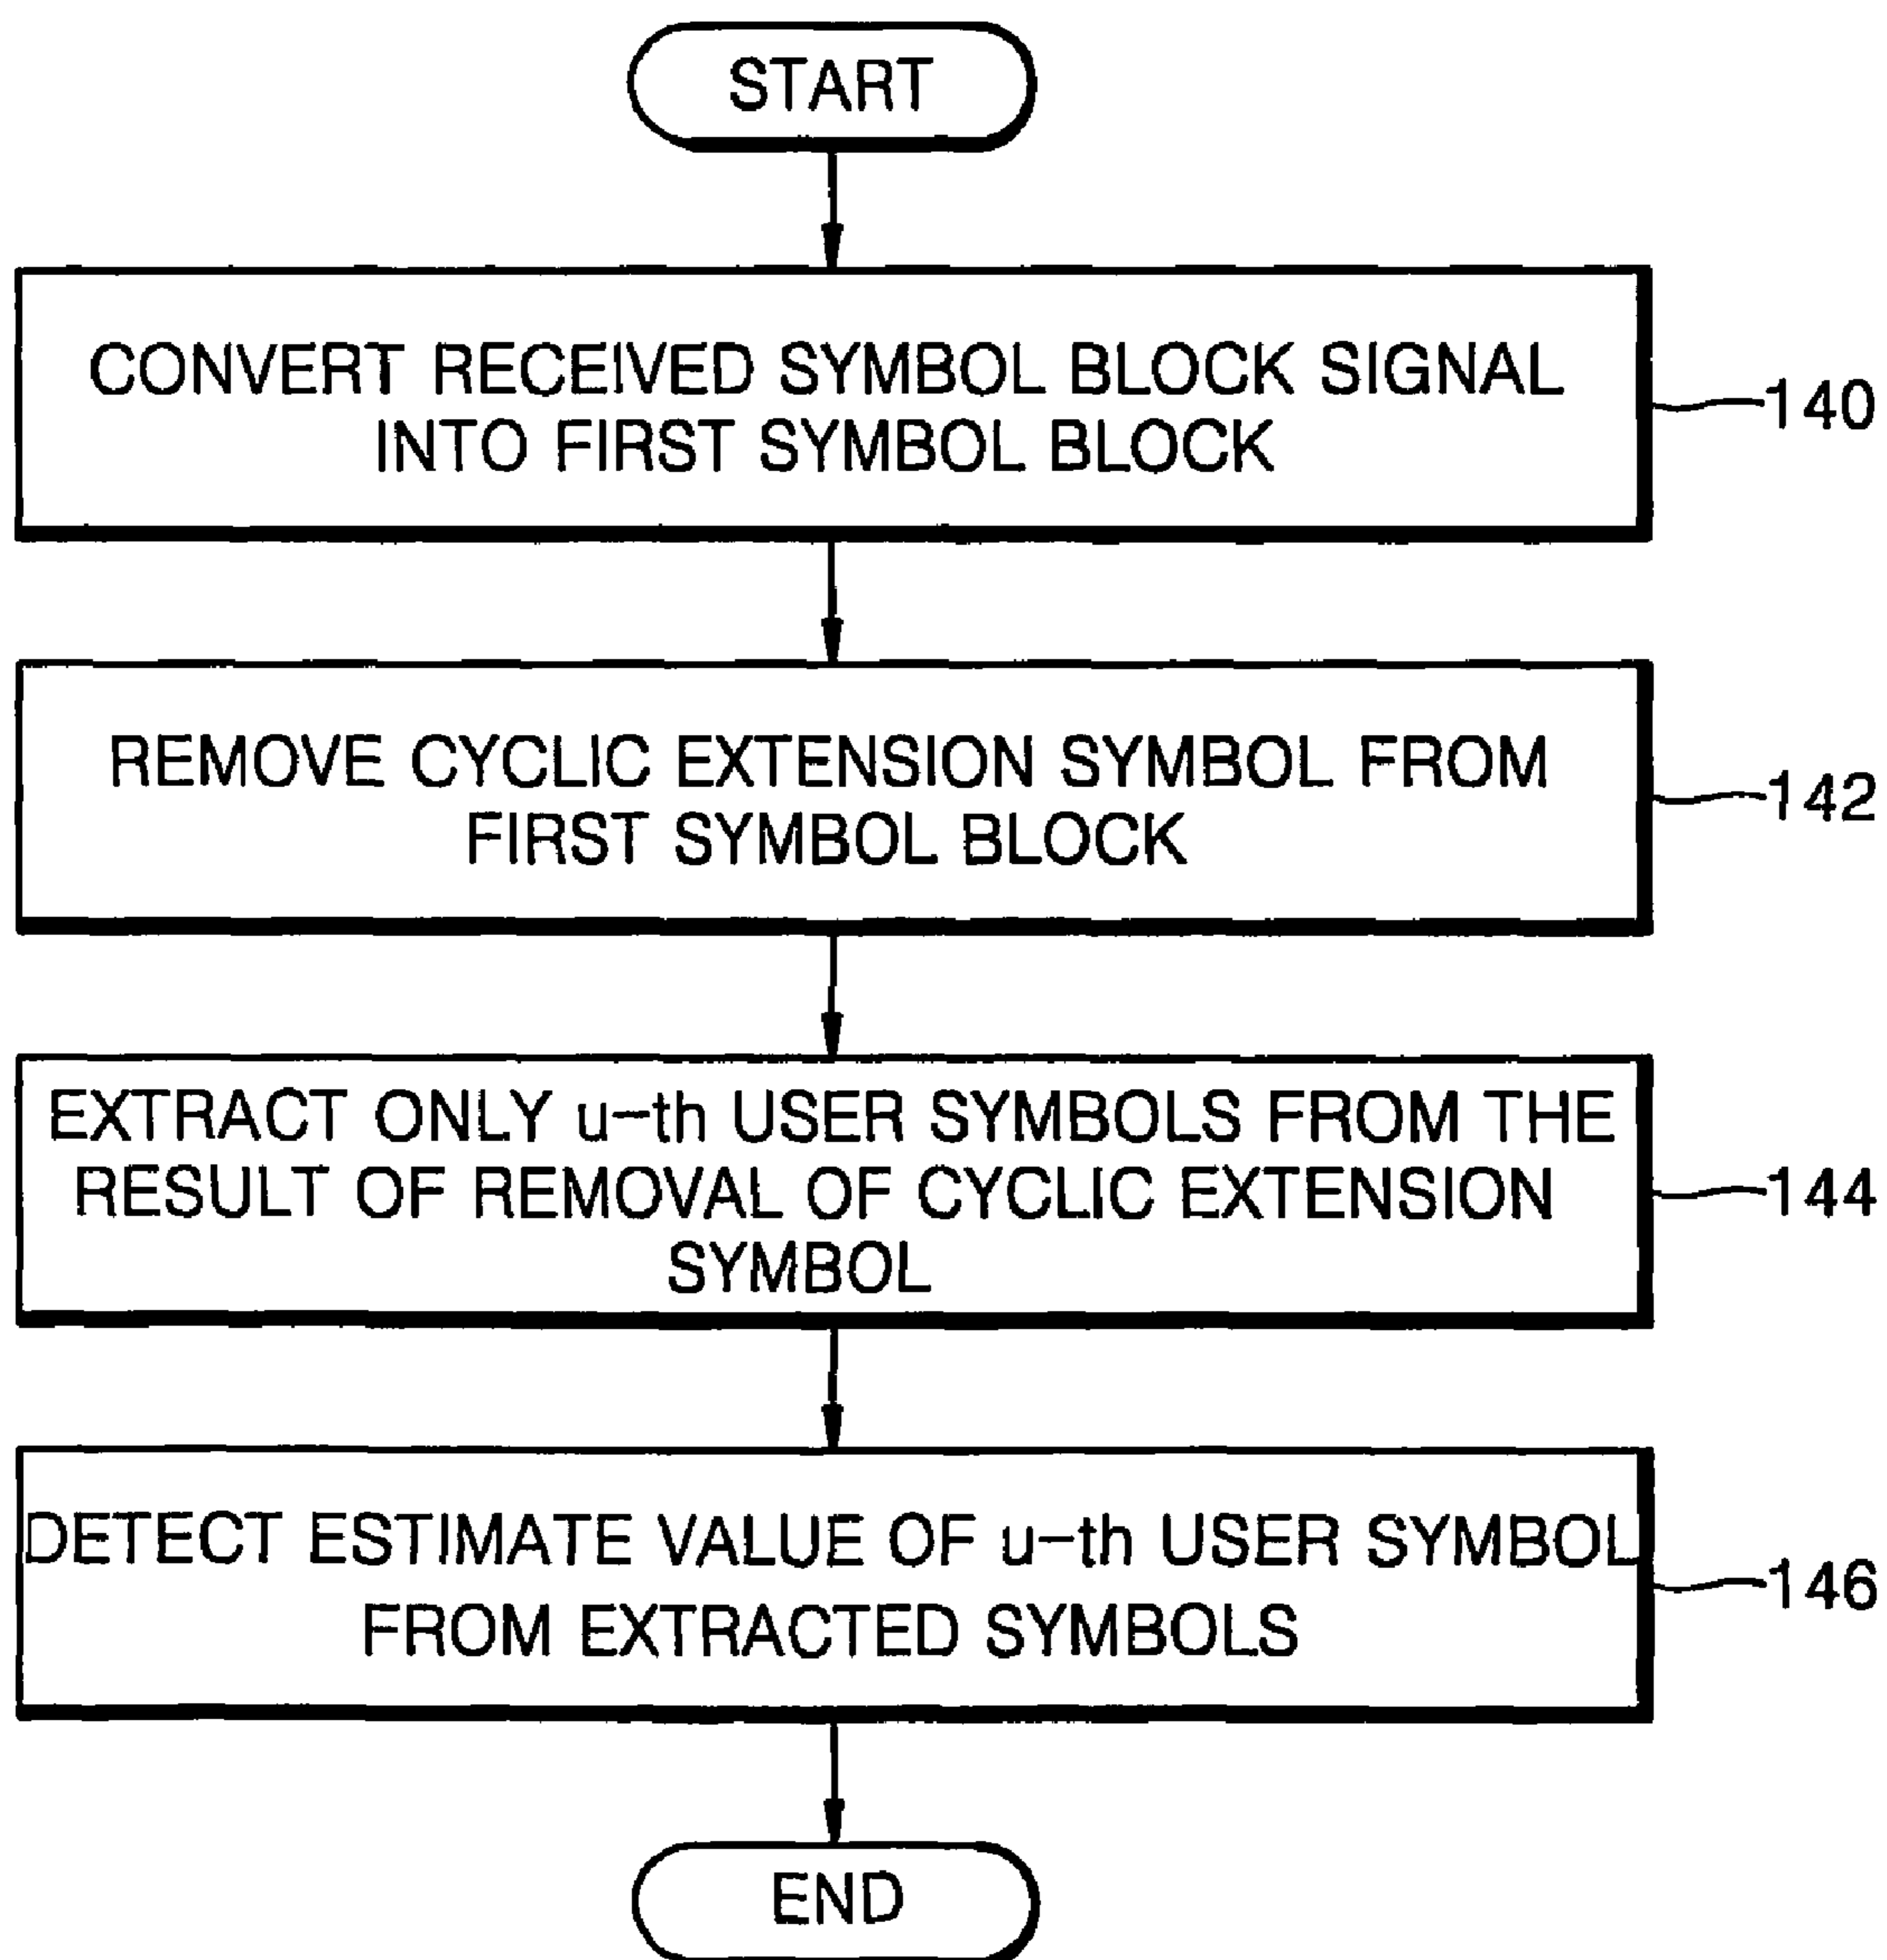 START
CONVERT RECEIVED SYMBOL BLOCK SIGNAL
INTO FIRST SYMBOL BLOCK
140
REMOVE CYCLIC EXTENSION SYMBOL FROM
FIRST SYMBOL BLOCK
142
EXTRACT ONLY u-th USER SYMBOLS FROM THE
RESULT OF REMOVAL OF CYCLIC EXTENSION
SYMBOL
144
DETECT ESTIMATE VALUE OF u-th USER SYMBOL
FROM EXTRACTED SYMBOLS
146
END